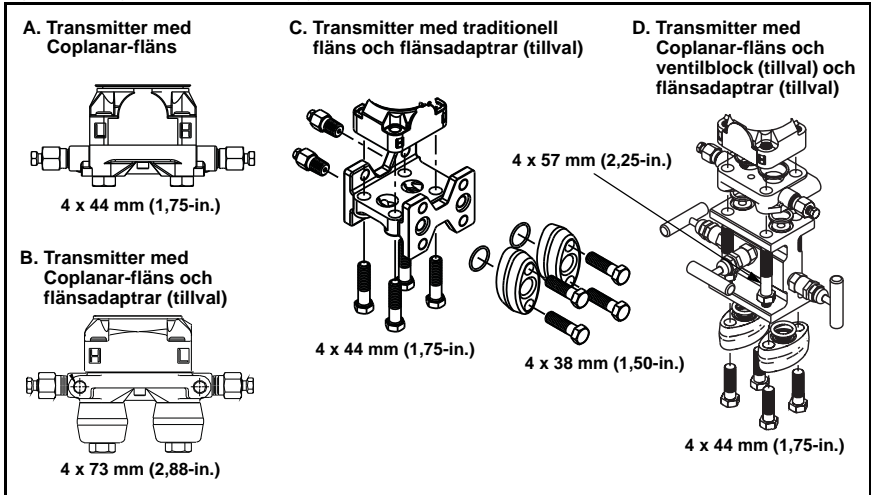 A. Transmitter med
Coplanar-fläns
4 x 44 mm (1,75-in.)
B. Transmitter med
Coplanar-fläns och
flänsadaptrar (tillval)
4 x 73 mm (2,88-in.)
C. Transmitter med traditionell
fläns och flänsadaptrar (tillval)
4 x 44 mm (1,75-in.)
4 x 38 mm (1,50-in.)
D. Transmitter med
Coplanar-fläns och
ventilblock (tillval) och
flänsadaptrar (tillval)
4 x 57 mm (2,25-in.)
4 x 44 mm (1,75-in.)